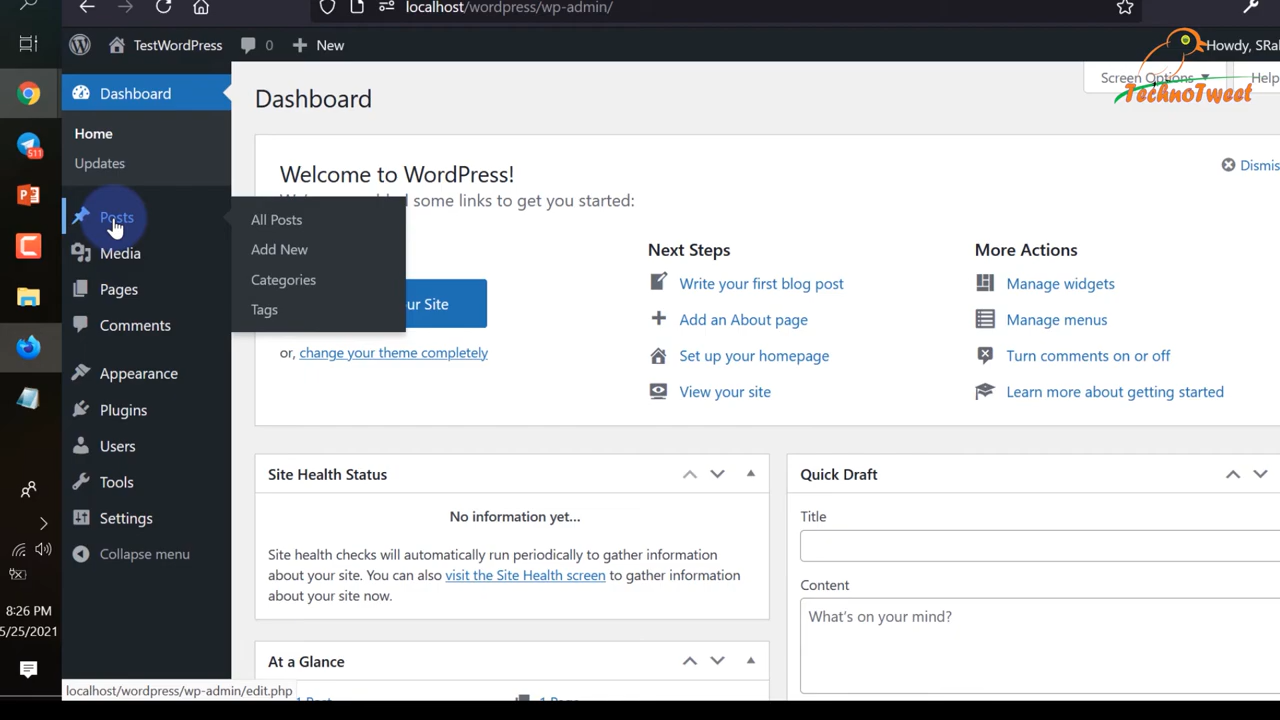 localhost/wordpress/wp-admin/
TestWordPress
0
New
Howdy, SRa
Screen Options
Help
TechnoTweet
Dashboard
Home
Updates
Posts
Media
Pages
Comments
Appearance
Plugins
Users
Tools
Settings
Collapse menu
All Posts
Add New
Categories
Tags
Dashboard
Welcome to WordPress!
Dismis
some links to get you started:
ur Site
or, change your theme completely
Next Steps
Write your first blog post
Add an About page
Set up your homepage
View your site
More Actions
Manage widgets
Manage menus
Turn comments on or off
Learn more about getting started
Site Health Status
No information yet...
Site health checks will automatically run periodically to gather information
about your site. You can also visit the Site Health screen to gather information
about your site now.
At a Glance
Quick Draft
Title
Content
What's on your mind?
511
8:26 PM
5/25/2021
localhost/wordpress/wp-admin/edit.php